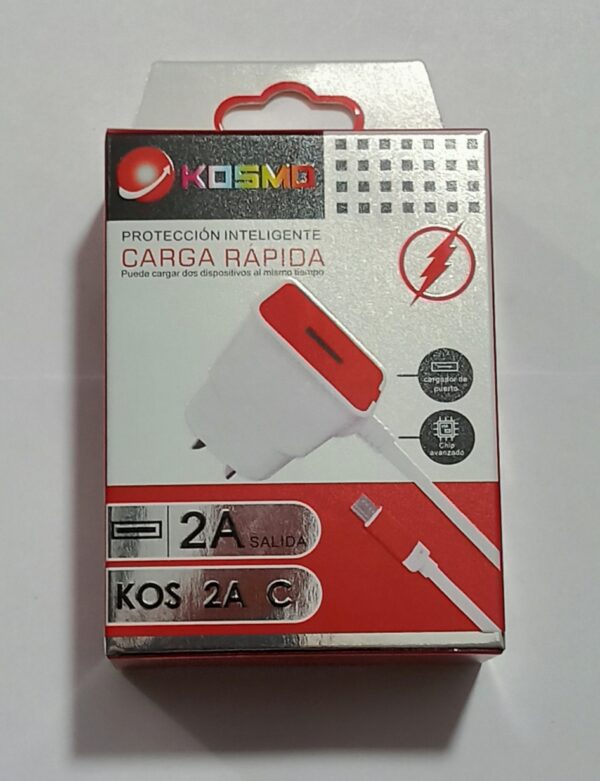 KOSMO
PROTECCIÓN INTELIGENTE
CARGA RÁPIDA
Puede cargar dos dispositivos al mismo tiempo
cargador de
puerto
Chip
avanzado
2A SALIDA
KOS 2A C